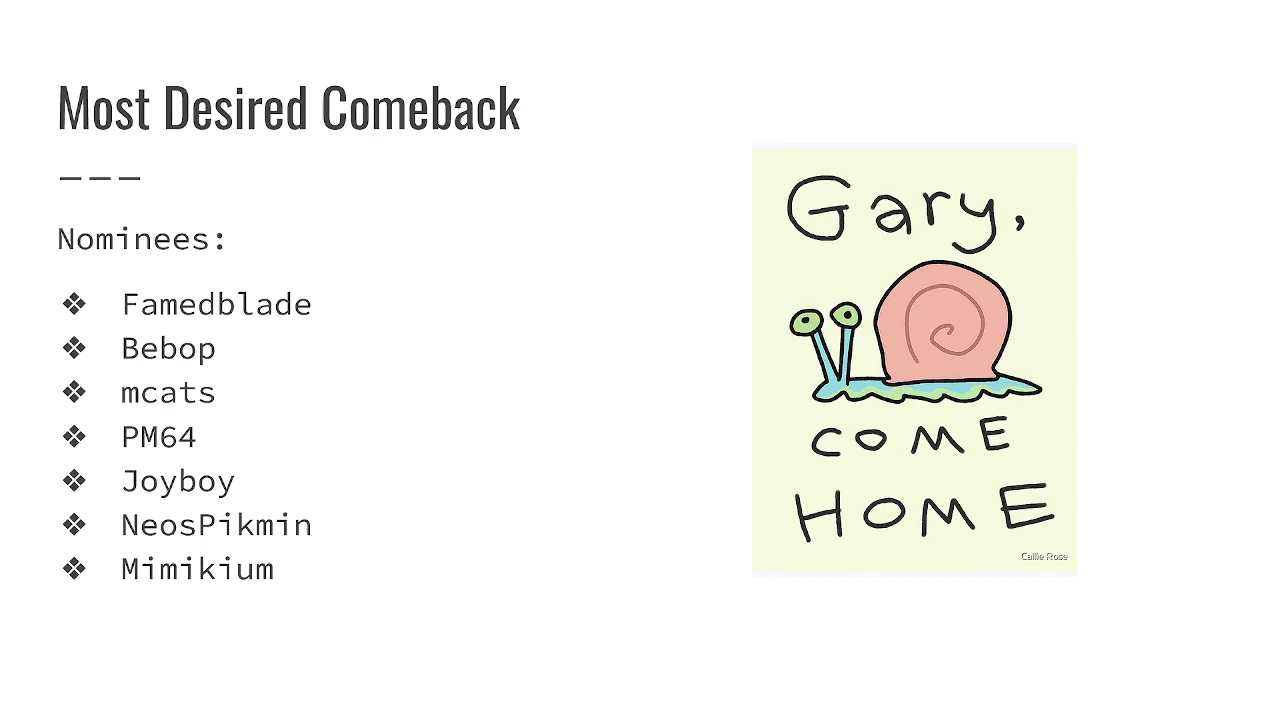 Most Desired Comeback
Nominees:
❖ Famedblade
❖ Bebop
❖ mcats
❖ PM64
❖ Joyboy
❖ NeosPikmin
❖ Mimikium
Gary,
COME
HOME
Callie Rose